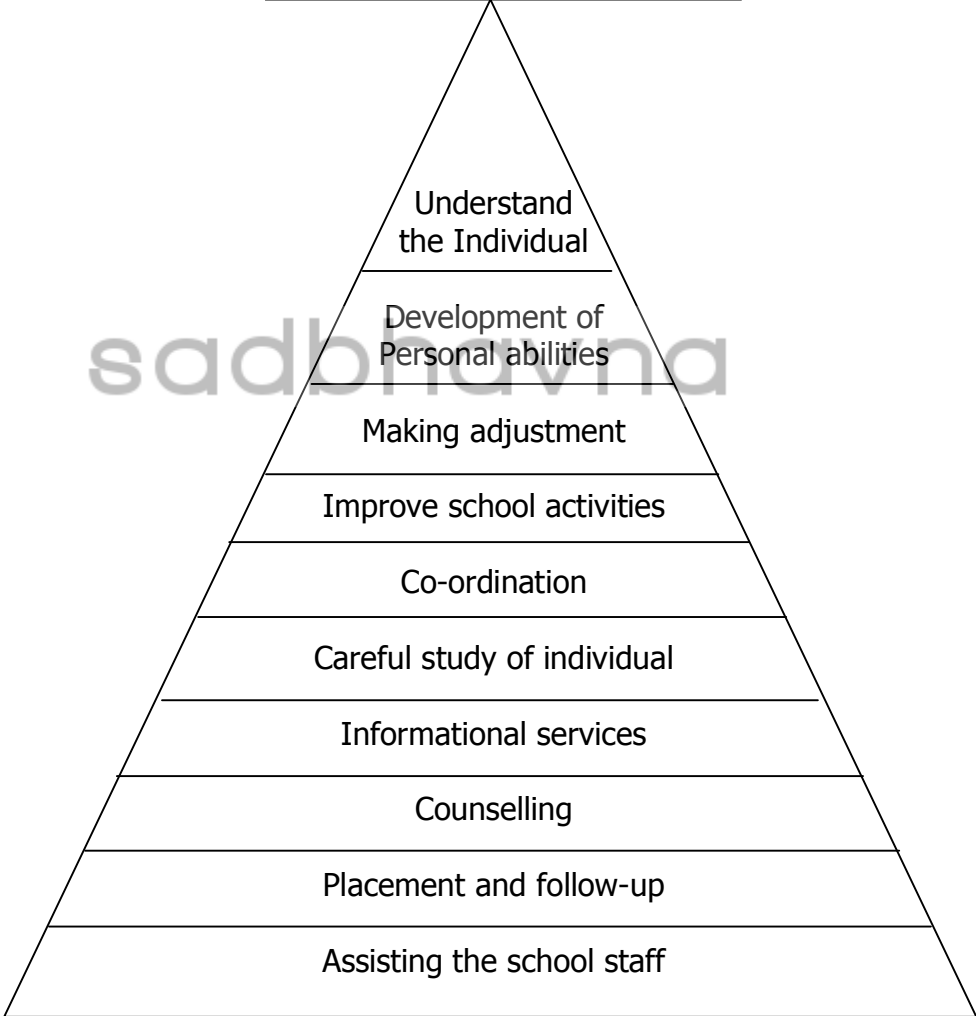 Understand
the Individual
Development of
Personal abilities
sadbhavna
Making adjustment
Improve school activities
Co-ordination
Careful study of individual
Informational services
Counselling
Placement and follow-up
Assisting the school staff